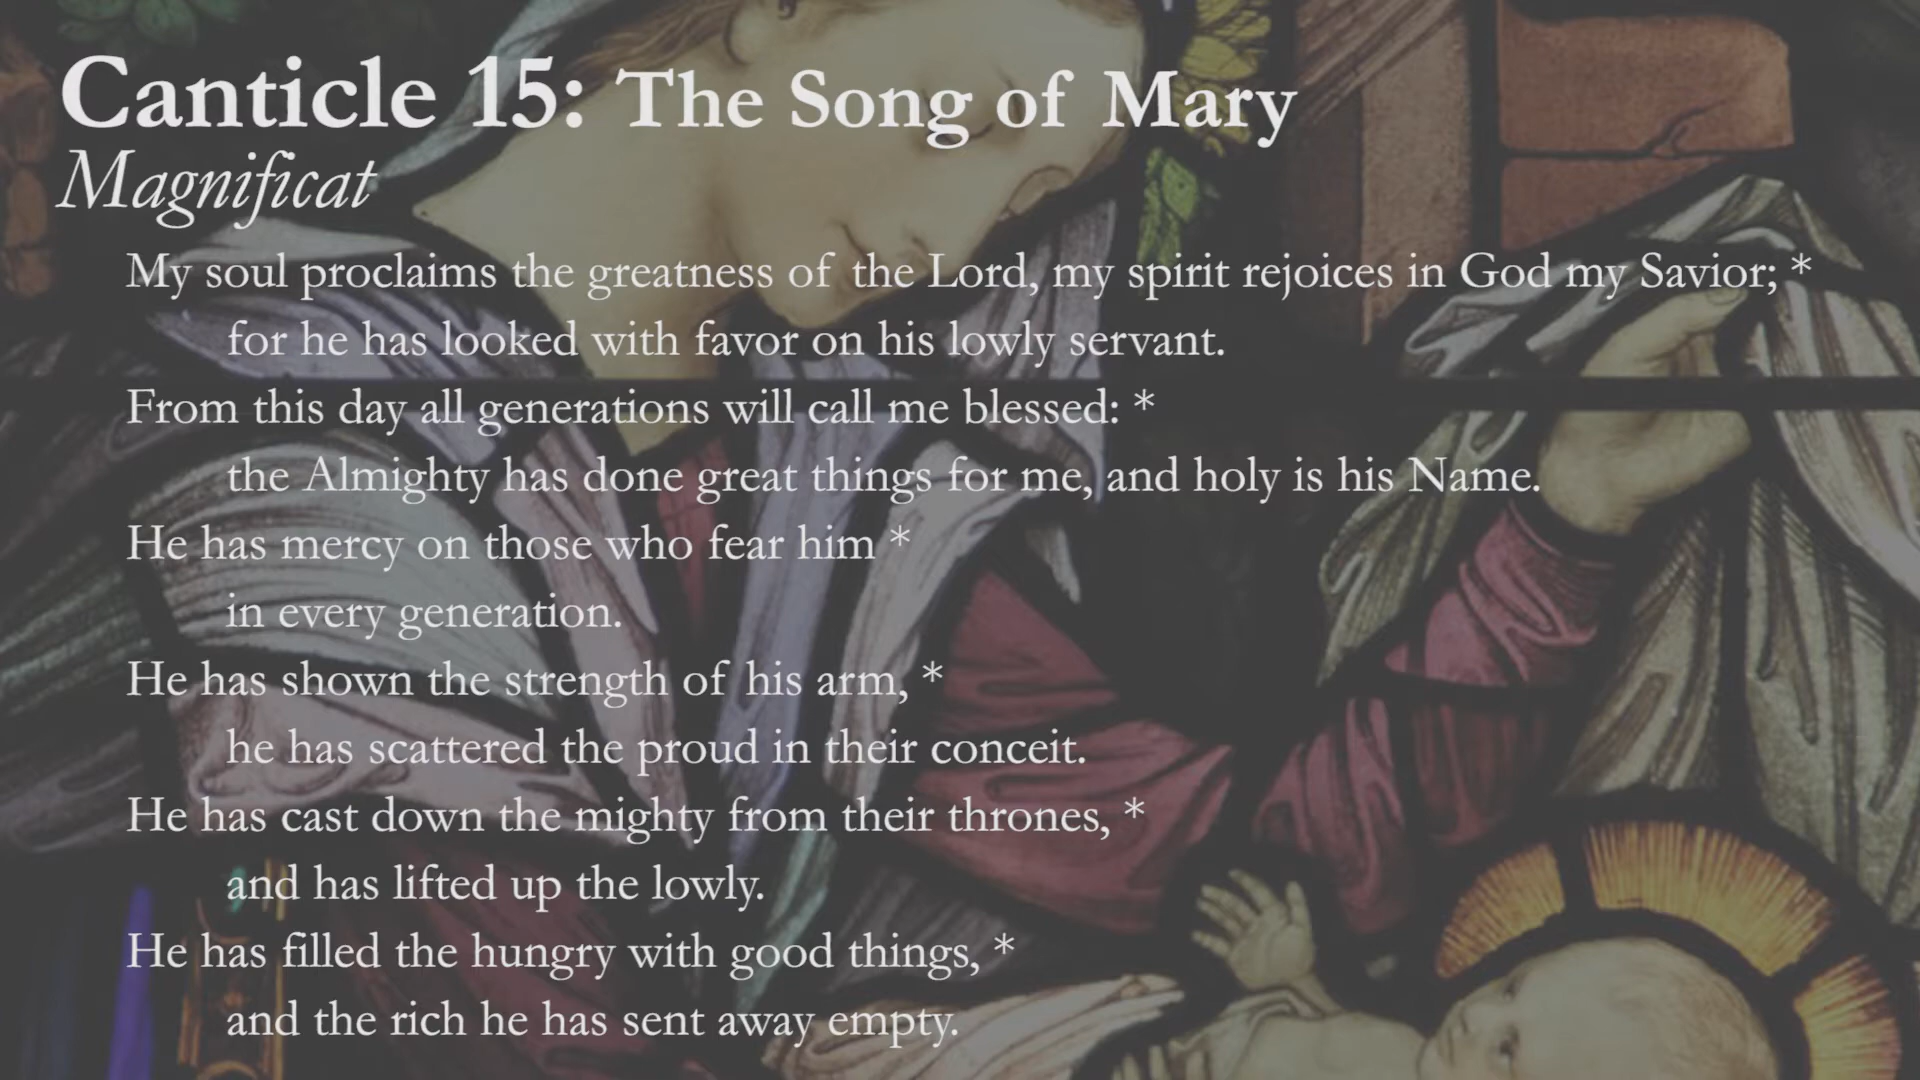 Canticle 15: The Song of Mary
Magnificat
My soul proclaims the greatness of the Lord, my spirit rejoices in God my Savior; *
for he has looked with favor on his lowly servant.
From this day all generations will call me blessed: *
the Almighty has done great things for me, and holy is his Name.
He has mercy on those who fear him *
in every generation.
He has shown the strength of his arm, *
he has scattered the proud in their conceit.
He has cast down the mighty from their thrones, *
and has lifted up the lowly.
He has filled the hungry with good things, *
and the rich he has sent away empty.